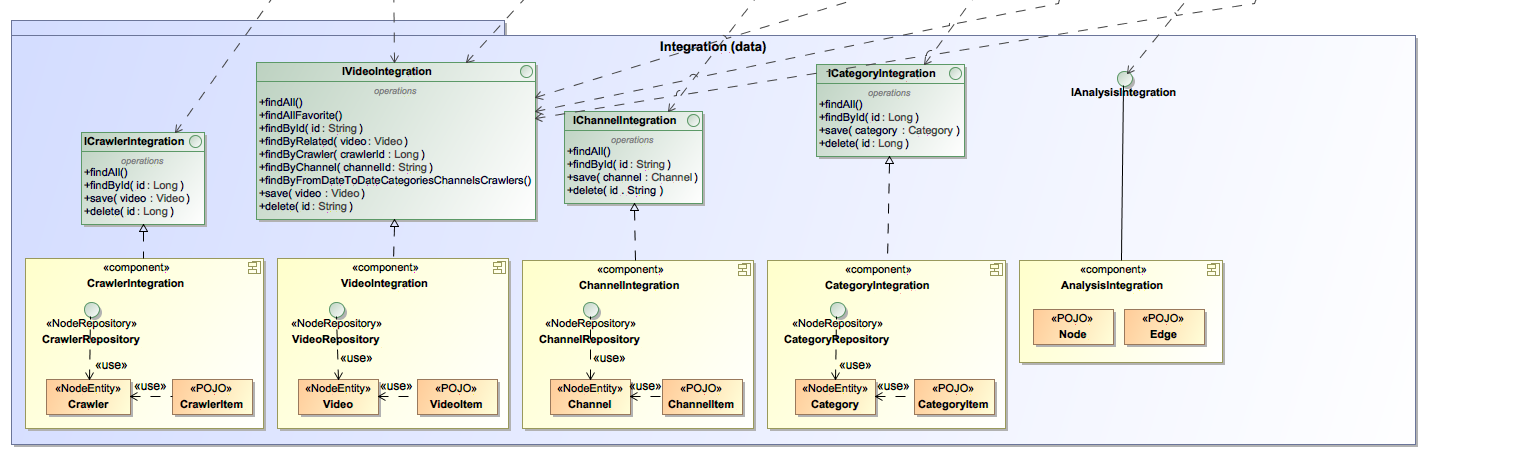 Integration (data)
ICrawlerIntegration
operations
+findAll()
+findById( id : Long )
+save( video : Video )
+delete( id : Long )
IVideoIntegration
operations
+findAll()
+findAllFavorite()
+findById( id : String )
+findByRelated( video : Video )
+findByCrawler( crawlerId : Long )
+findByChannel( channelId : String )
+findByFromDateToDateCategoriesChannelsCrawlers()
+save( video : Video )
+delete( id : String )
IChannelIntegration
operations
+findAll()
+findById( id : String )
+save( channel : Channel )
+delete( id . String )
ICategoryIntegration
operations
+findAll()
+findById( id : Long )
+save( category : Category )
+delete( id : Long )
IAnalysisIntegration
«component»
CrawlerIntegration
«NodeRepository»
CrawlerRepository
«use»
«NodeEntity»
Crawler
«use»
«POJO»
CrawlerItem
«component»
VideoIntegration
«NodeRepository»
VideoRepository
«use»
«NodeEntity»
Video
«use»
«POJO»
VideoItem
«component»
ChannelIntegration
«NodeRepository»
ChannelRepository
«use»
«NodeEntity»
Channel
«use»
«POJO»
ChannelItem
«component»
CategoryIntegration
«NodeRepository»
CategoryRepository
«use»
«NodeEntity»
Category
«use»
«POJO»
CategoryItem
«component»
AnalysisIntegration
«POJO»
Node
«POJO»
Edge